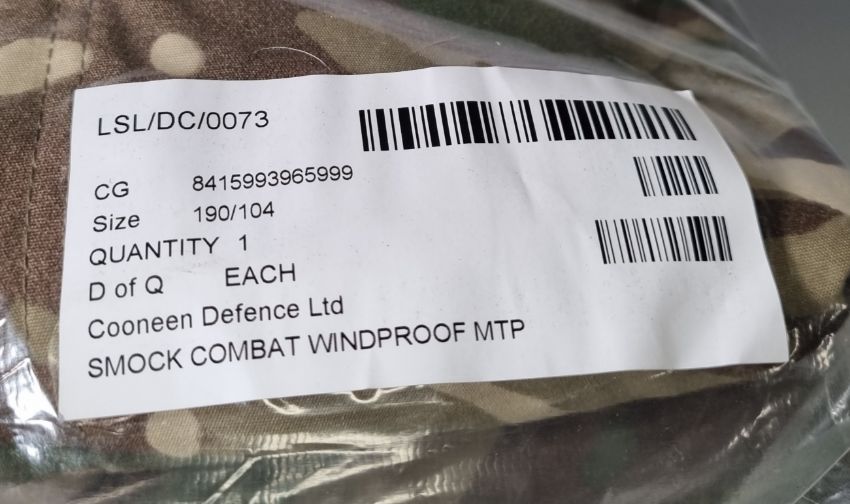 LSL/DC/0073
CG 8415993965999
Size 190/104
QUANTITY 1
D of Q EACH
Cooneen Defence Ltd
SMOCK COMBAT WINDPROOF MTP